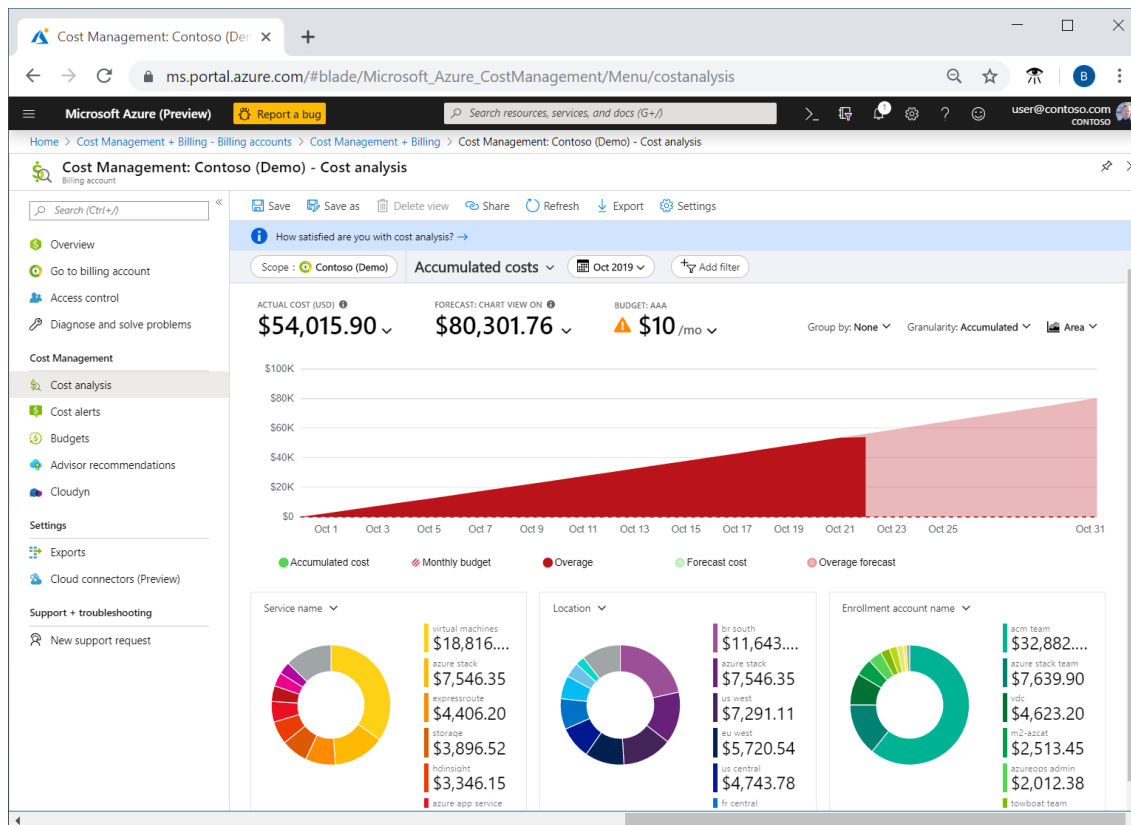 Cost Management: Contoso (Der
ms.portal.azure.com/#blade/Microsoft_Azure_CostManagement/Menu/costanalysis
B
Microsoft Azure (Preview)
Report a bug
Search resources, services, and docs (G+/)
1
user@contoso.com
CONTOSO
Home > Cost Management + Billing - Billing accounts > Cost Management + Billing > Cost Management: Contoso (Demo) - Cost analysis
Cost Management: Contoso (Demo) - Cost analysis
Billing account
Search (Ctrl+/)
Overview
Go to billing account
Access control
Diagnose and solve problems
Cost Management
Cost analysis
Cost alerts
Budgets
Advisor recommendations
Cloudyn
Settings
Exports
Cloud connectors (Preview)
Support + troubleshooting
New support request
Save Save as Delete view Share Refresh Export Settings
How satisfied are you with cost analysis? →
Scope : Contoso (Demo) Accumulated costs Oct 2019 Add filter
ACTUAL COST (USD) FORECAST: CHART VIEW ON BUDGET: AAA
$54,015.90 $80,301.76 $10 /mo
Group by: None Granularity: Accumulated Area
$100K
$80K
$60K
$40K
$20K
$0
Oct 1 Oct 3 Oct 5 Oct 7 Oct 9 Oct 11 Oct 13 Oct 15 Oct 17 Oct 19 Oct 21 Oct 23 Oct 25 Oct 31
Accumulated cost Monthly budget Overage Forecast cost Overage forecast
Service name
virtual machines
$18,816....
azure stack
$7,546.35
expressroute
$4,406.20
storage
$3,896.52
hdinsight
$3,346.15
azure app service
Location
br south
$11,643....
azure stack
$7,546.35
us west
$7,291.11
eu west
$5,720.54
us central
$4,743.78
fr central
Enrollment account name
acm team
$32,882....
azure stack team
$7,639.90
vdc
$4,623.20
m2-azcat
$2,513.45
azureops admin
$2,012.38
towboat team